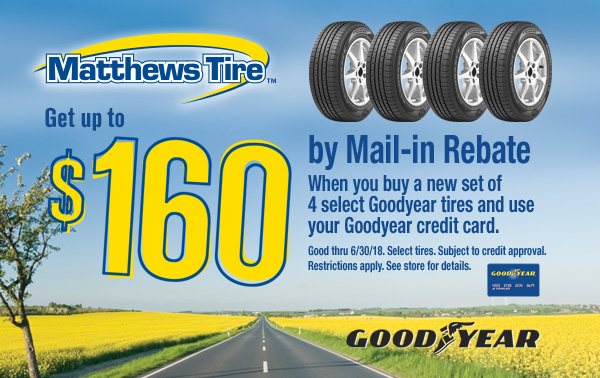 Matthews Tire™
Get up to
$160
by Mail-in Rebate
When you buy a new set of
4 select Goodyear tires and use
your Goodyear credit card.
Good thru 6/30/18. Select tires. Subject to credit approval.
Restrictions apply. See store for details.
GOODYEAR
GOODYEAR